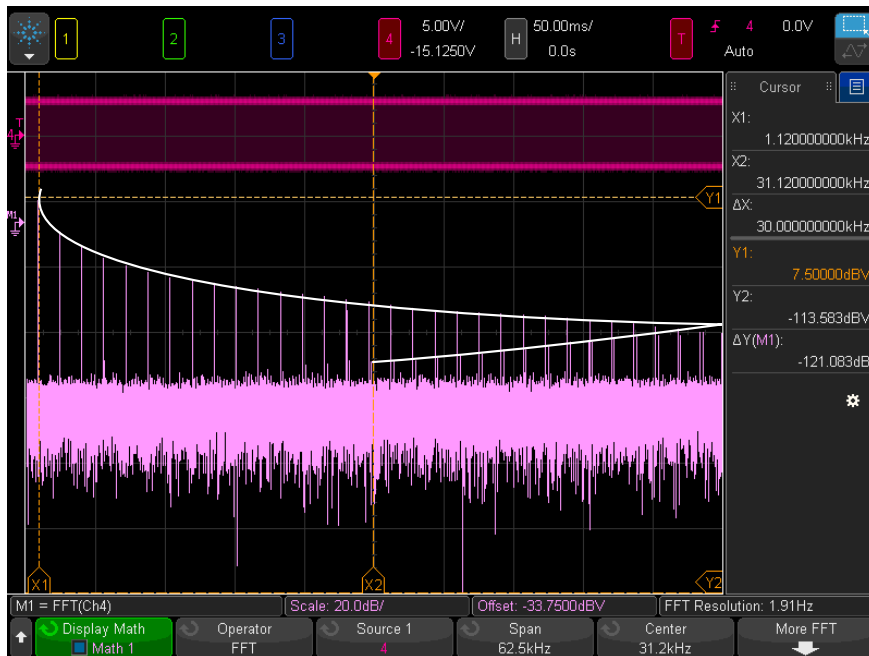 1 2 3 4 5.00V/ H 50.00ms/ T 4 0.0V
-15.1250V 0.0s Auto
Cursor
X1:
1.120000000kHz
X2:
31.120000000kHz
ΔX:
30.000000000kHz
Y1:
7.50000dBV
Y2:
-113.583dBV
ΔY(M1):
-121.083dB
T
4
Y1
M1
X1 X2 Y2
M1 = FFT(Ch4) Scale: 20.0dB/ Offset: -33.7500dBV FFT Resolution: 1.91Hz
Display Math Operator Source 1 Span Center More FFT
Math 1 FFT 4 62.5kHz 31.2kHz